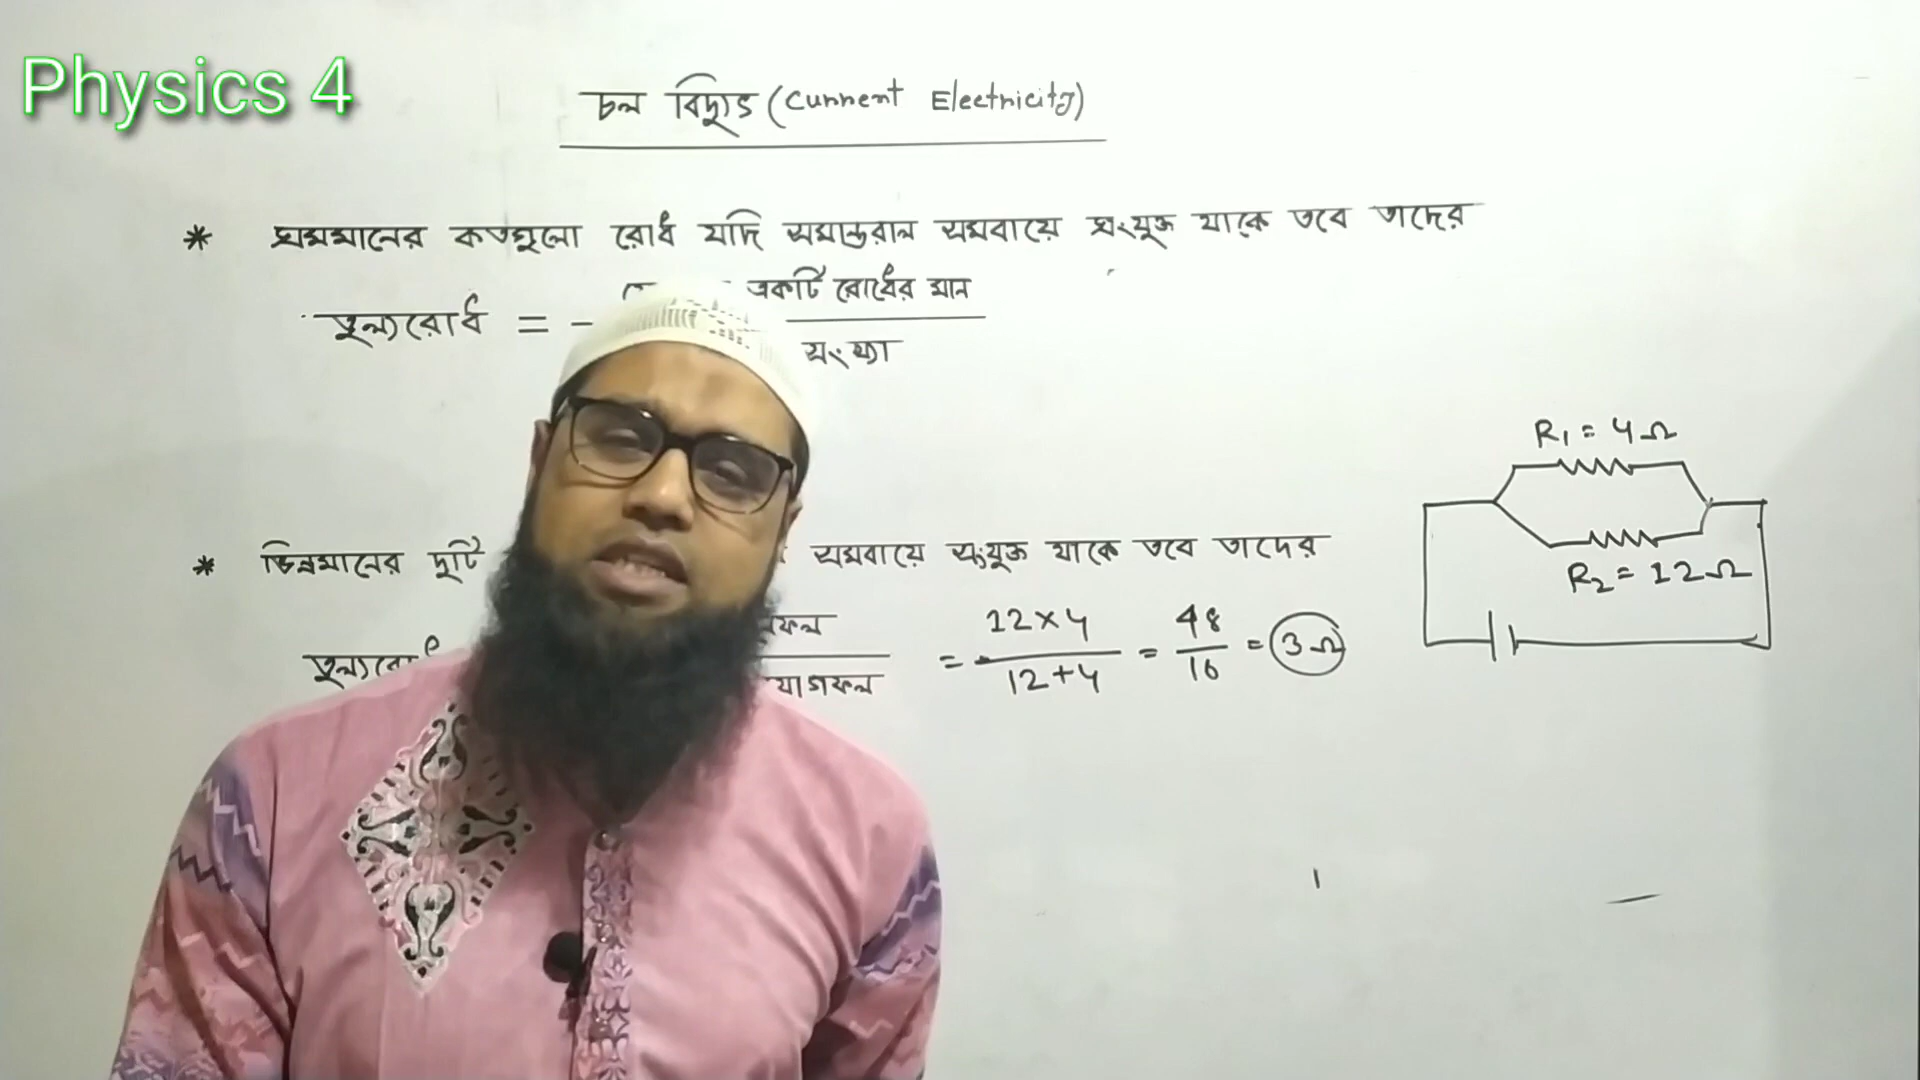 Physics 4
চল বিদ্যুৎ (Current Electricity)
* সমমানের কতগুলো রোধ যদি সমান্তরাল সমবায়ে সংযুক্ত থাকে তবে তাদের
একটি রোধের মান
তুল্যরোধ = -
সংখ্যা
R₁ = 4Ω
* ভিন্নমানের দুটি সমবায়ে সংযুক্ত থাকে তবে তাদের
R₂ = 12Ω
12×4 48
= = = 3Ω
12+4 16
যোগফল